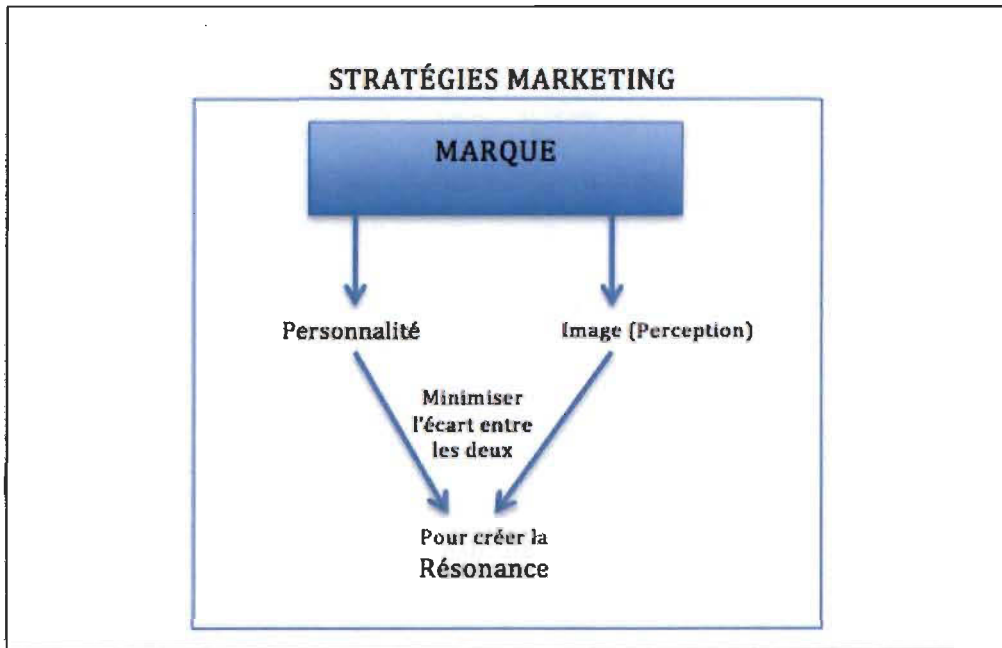 STRATÉGIES MARKETING
MARQUE
Personnalité
Image (Perception)
Minimiser
l'écart entre
les deux
Pour créer la
Résonance